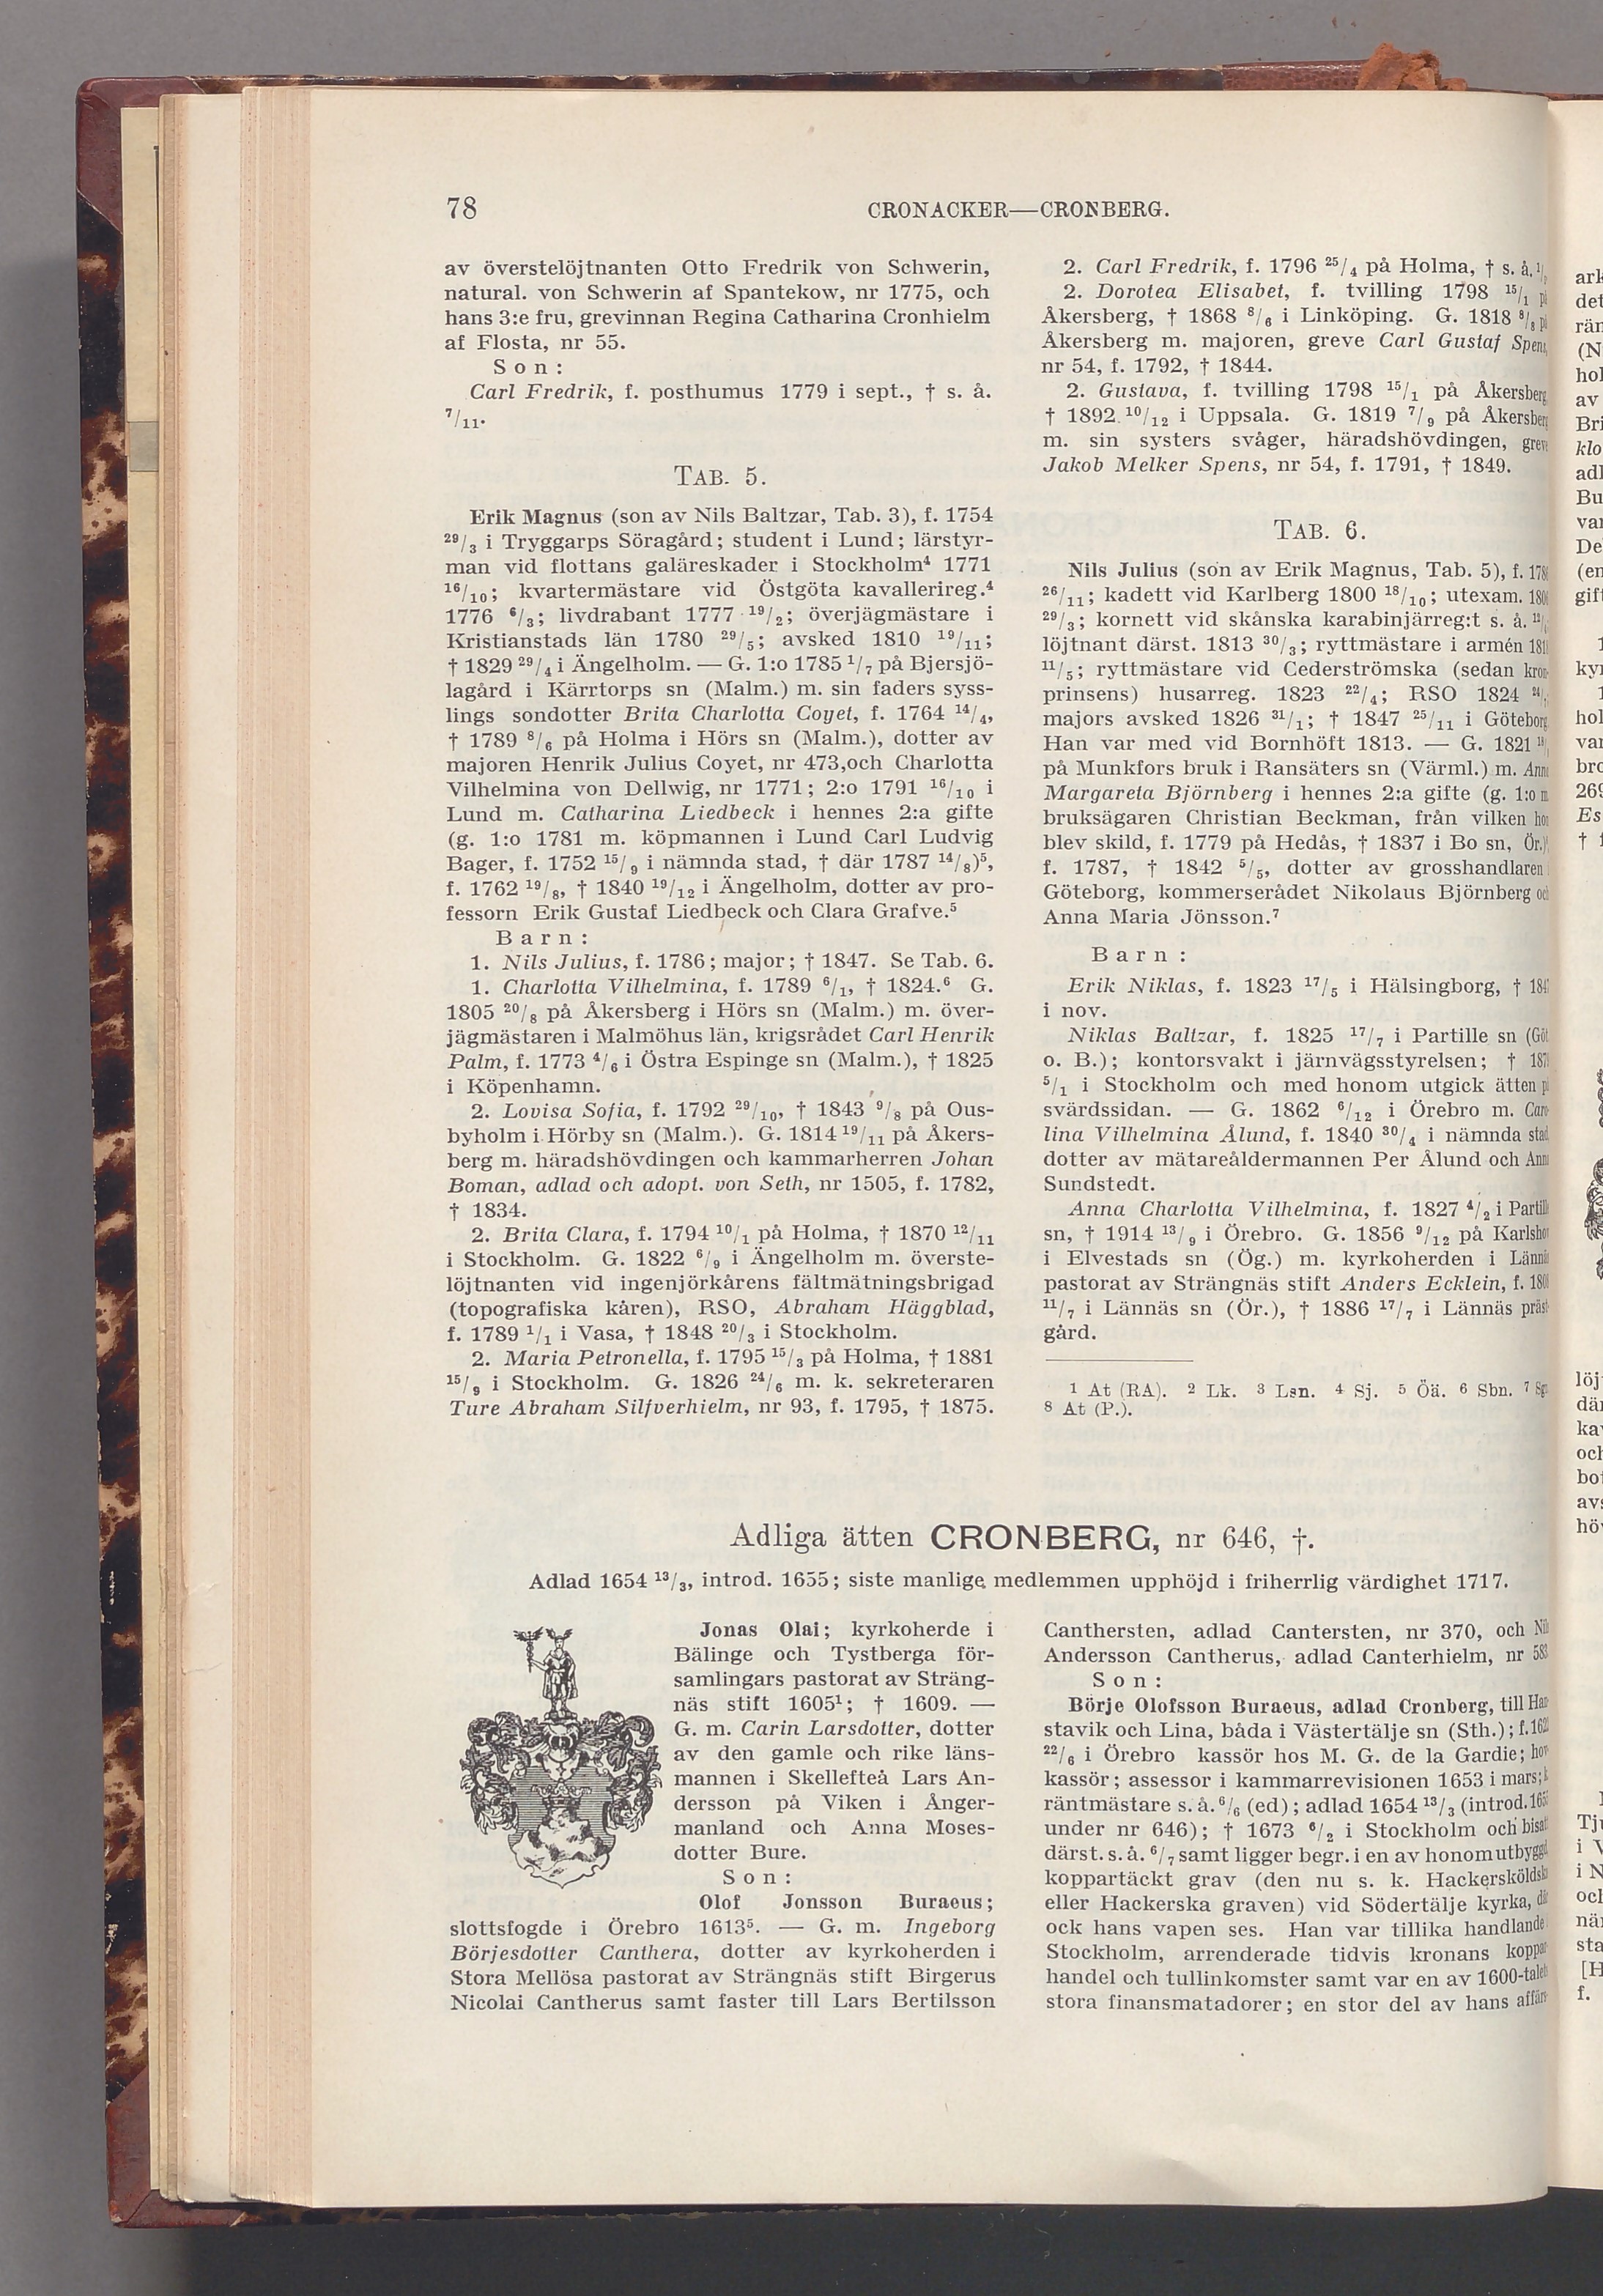 78
CRONACKER—CRONBERG.
av överstelöjtnanten Otto Fredrik von Schwerin,
natural. von Schwerin af Spantekow, nr 1775, och
hans 3:e fru, grevinnan Regina Catharina Cronhielm
af Flosta, nr 55.
Son:
Carl Fredrik, f. posthumus 1779 i sept., † s. å.
7/11.
TAB. 5.
Erik Magnus (son av Nils Baltzar, Tab. 3), f. 1754
29/3 i Tryggarps Söragård; student i Lund; lärstyr-
man vid flottans galäreskader i Stockholm⁴ 1771
16/10; kvartermästare vid Östgöta kavallerireg.⁴
1776 6/3; livdrabant 1777 19/2; överjägmästare i
Kristianstads län 1780 29/5; avsked 1810 19/11;
† 1829 29/4 i Ängelholm. — G. 1:o 1785 1/7 på Bjersjö-
lagård i Kärrtorps sn (Malm.) m. sin faders syss-
lings sondotter Brita Charlotta Coyet, f. 1764 14/4,
† 1789 8/6 på Holma i Hörs sn (Malm.), dotter av
majoren Henrik Julius Coyet, nr 473,och Charlotta
Vilhelmina von Dellwig, nr 1771; 2:o 1791 16/10 i
Lund m. Catharina Liedbeck i hennes 2:a gifte
(g. 1:o 1781 m. köpmannen i Lund Carl Ludvig
Bager, f. 1752 15/9 i nämnda stad, † där 1787 14/8)⁵,
f. 1762 19/8, † 1840 19/12 i Ängelholm, dotter av pro-
fessorn Erik Gustaf Liedbeck och Clara Grafve.⁵
Barn:
1. Nils Julius, f. 1786; major; † 1847. Se Tab. 6.
1. Charlotta Vilhelmina, f. 1789 6/1, † 1824.⁶ G.
1805 20/8 på Åkersberg i Hörs sn (Malm.) m. över-
jägmästaren i Malmöhus län, krigsrådet Carl Henrik
Palm, f. 1773 4/6 i Östra Espinge sn (Malm.), † 1825
i Köpenhamn.
2. Lovisa Sofia, f. 1792 29/10, † 1843 9/8 på Ous-
byholm i Hörby sn (Malm.). G. 1814 19/11 på Åkers-
berg m. häradshövdingen och kammarherren Johan
Boman, adlad och adopt. von Seth, nr 1505, f. 1782,
† 1834.
2. Brita Clara, f. 1794 10/1 på Holma, † 1870 12/11
i Stockholm. G. 1822 6/9 i Ängelholm m. överste-
löjtnanten vid ingenjörkårens fältmätningsbrigad
(topografiska kåren), RSO, Abraham Häggblad,
f. 1789 1/1 i Vasa, † 1848 20/3 i Stockholm.
2. Maria Petronella, f. 1795 15/3 på Holma, † 1881
15/9 i Stockholm. G. 1826 24/6 m. k. sekreteraren
Ture Abraham Silfverhielm, nr 93, f. 1795, † 1875.
2. Carl Fredrik, f. 1796 25/4 på Holma, † s. å.
2. Dorotea Elisabet, f. tvilling 1798 15/1
Åkersberg, † 1868 8/6 i Linköping. G. 1818 8/8
Åkersberg m. majoren, greve Carl Gustaf Spens,
nr 54, f. 1792, † 1844.
2. Gustava, f. tvilling 1798 15/1 på Åkersberg,
† 1892 10/12 i Uppsala. G. 1819 7/9 på Åkersberg
m. sin systers svåger, häradshövdingen, greve
Jakob Melker Spens, nr 54, f. 1791, † 1849.
TAB. 6.
Nils Julius (son av Erik Magnus, Tab. 5), f.
26/11; kadett vid Karlberg 1800 18/10; utexam.
29/3; kornett vid skånska karabinjärreg:t s. å.
löjtnant därst. 1813 30/3; ryttmästare i armén
11/5; ryttmästare vid Cederströmska (sedan kron-
prinsens) husarreg. 1823 22/4; RSO 1824
majors avsked 1826 31/1; † 1847 25/11 i Göteborg.
Han var med vid Bornhöft 1813. — G. 1821
på Munkfors bruk i Ransäters sn (Värml.) m. Anna
Margareta Björnberg i hennes 2:a gifte (g. 1:o m.
bruksägaren Christian Beckman, från vilken hon
blev skild, f. 1779 på Hedås, † 1837 i Bo sn, Ör.)
f. 1787, † 1842 5/5, dotter av grosshandlaren i
Göteborg, kommerserådet Nikolaus Björnberg och
Anna Maria Jönsson.⁷
Barn:
Erik Niklas, f. 1823 17/5 i Hälsingborg, †
i nov.
Niklas Baltzar, f. 1825 17/7 i Partille sn (Göt.
o. B.); kontorsvakt i järnvägsstyrelsen; †
5/1 i Stockholm och med honom utgick ätten på
svärdssidan. — G. 1862 6/12 i Örebro m. Caro-
lina Vilhelmina Ålund, f. 1840 30/4 i nämnda stad,
dotter av mätareåldermannen Per Ålund och Anna
Sundstedt.
Anna Charlotta Vilhelmina, f. 1827 4/2 i Partille
sn, † 1914 13/9 i Örebro. G. 1856 9/12 på
i Elvestads sn (Ög.) m. kyrkoherden i Lännäs
pastorat av Strängnäs stift Anders Ecklein, f.
11/7 i Lännäs sn (Ör.), † 1886 17/7 i Lännäs präst-
gård.
1 At (RA). 2 Lk. 3 Lsn. 4 Sj. 5 Öä. 6 Sbn. 7
8 At (P.).
Adliga ätten CRONBERG, nr 646, †.
Adlad 1654 13/3, introd. 1655; siste manlige medlemmen upphöjd i friherrlig värdighet 1717.
Jonas Olai; kyrkoherde i
Bälinge och Tystberga för-
samlingars pastorat av Sträng-
näs stift 1605¹; † 1609. —
G. m. Carin Larsdotter, dotter
av den gamle och rike läns-
mannen i Skellefteå Lars An-
dersson på Viken i Ånger-
manland och Anna Moses-
dotter Bure.
Son:
Olof Jonsson Buraeus;
slottsfogde i Örebro 1613⁵. — G. m. Ingeborg
Börjesdotter Canthera, dotter av kyrkoherden i
Stora Mellösa pastorat av Strängnäs stift Birgerus
Nicolai Cantherus samt faster till Lars Bertilsson
Canthersten, adlad Cantersten, nr 370, och Nils
Andersson Cantherus, adlad Canterhielm, nr 583.
Son:
Börje Olofsson Buraeus, adlad Cronberg, till Han-
stavik och Lina, båda i Västertälje sn (Sth.); f.
22/6 i Örebro kassör hos M. G. de la Gardie; hov-
kassör; assessor i kammarrevisionen 1653 i mars;
räntmästare s. å. 6/6 (ed); adlad 1654 13/3 (introd. 1655
under nr 646); † 1673 6/2 i Stockholm och bisatt
därst. s. å. 6/7 samt ligger begr. i en av honom utbyggd
koppartäckt grav (den nu s. k. Hackersköldska
eller Hackerska graven) vid Södertälje kyrka, där
ock hans vapen ses. Han var tillika handlande i
Stockholm, arrenderade tidvis kronans koppar-
handel och tullinkomster samt var en av 1600-talets
stora finansmatadorer; en stor del av hans affärs-